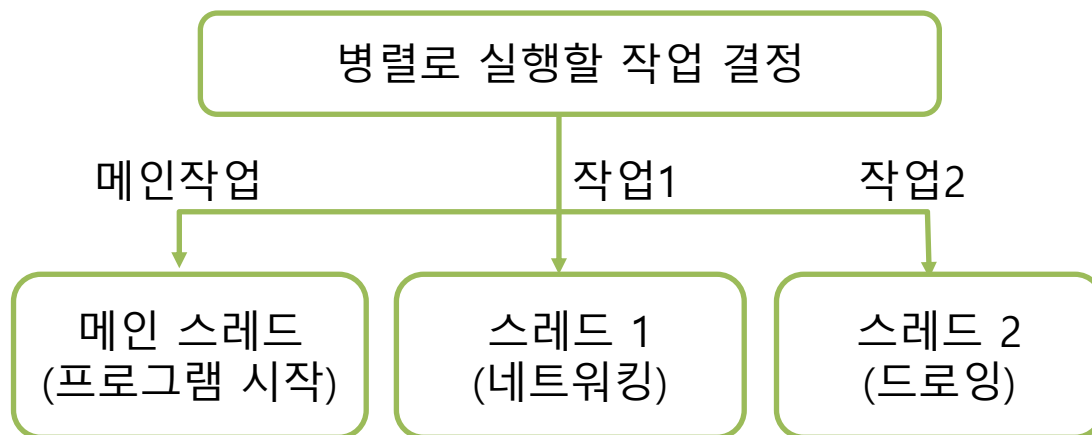 병렬로 실행할 작업 결정
메인작업
작업1
작업2
메인 스레드
(프로그램 시작)
스레드 1
(네트워킹)
스레드 2
(드로잉)